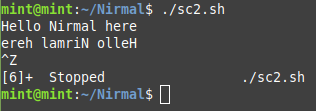 mint@mint:~/Nirmal$ ./sc2.sh
Hello Nirmal here
ereh lamriN olleH
^Z
[6]+  Stopped                 ./sc2.sh
mint@mint:~/Nirmal$